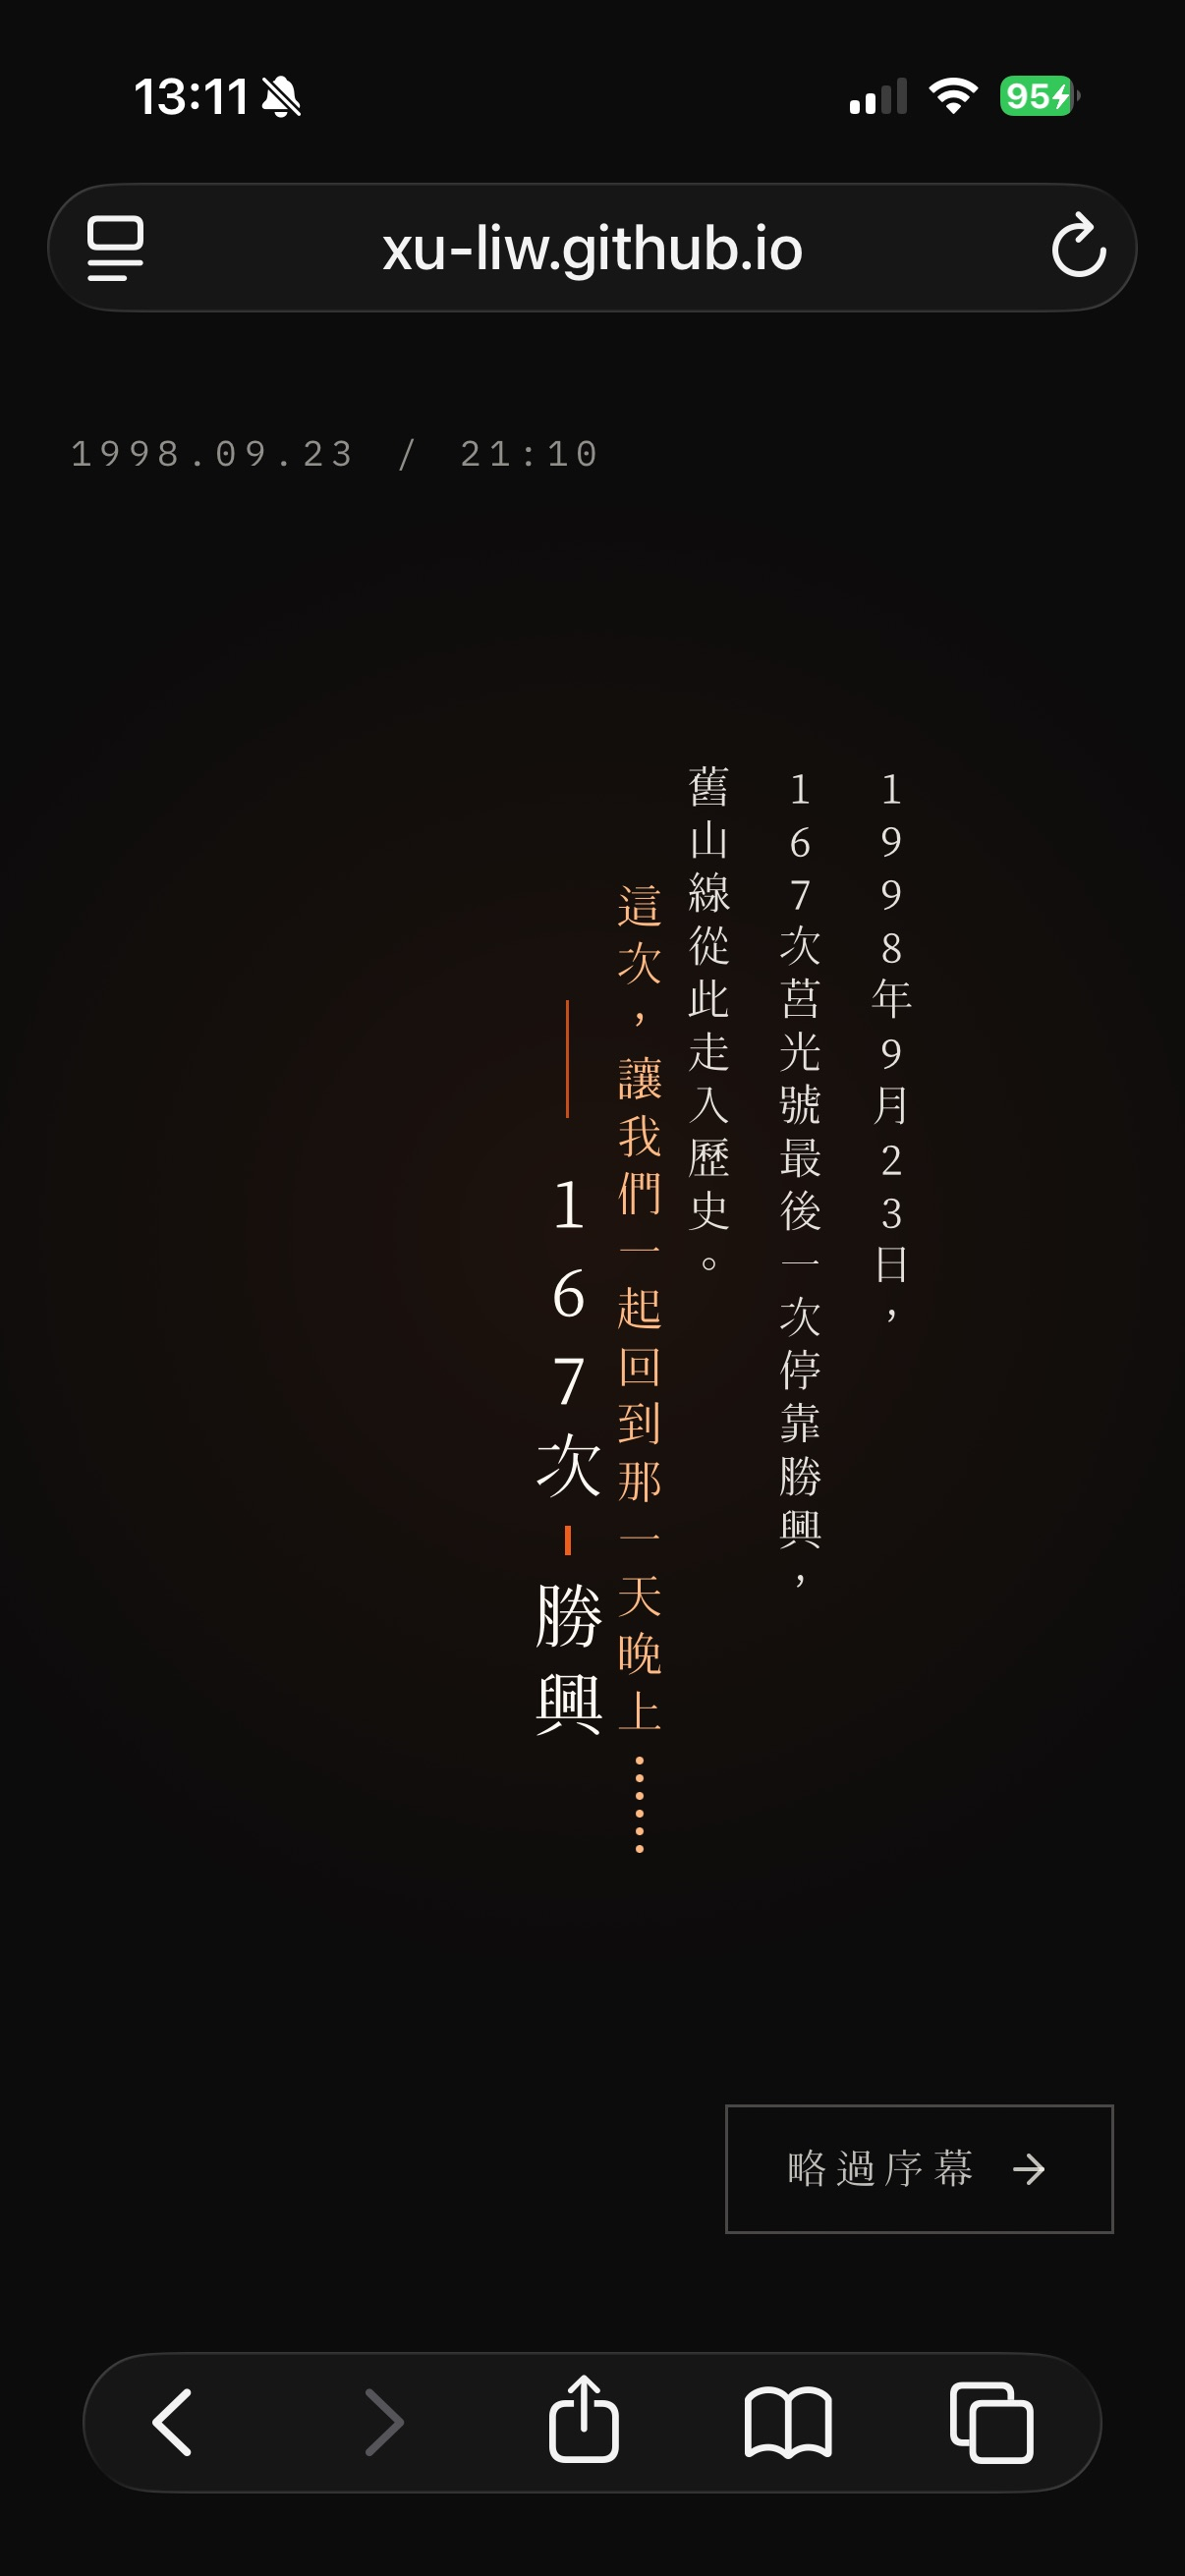 13:11
95
xu-liw.github.io
1998.09.23 / 21:10
1998年9月23日，
167次莒光號最後一次停靠勝興，
舊山線從此走入歷史。
這次，讓我們一起回到那一天晚上……
167次-勝興
略過序幕 →